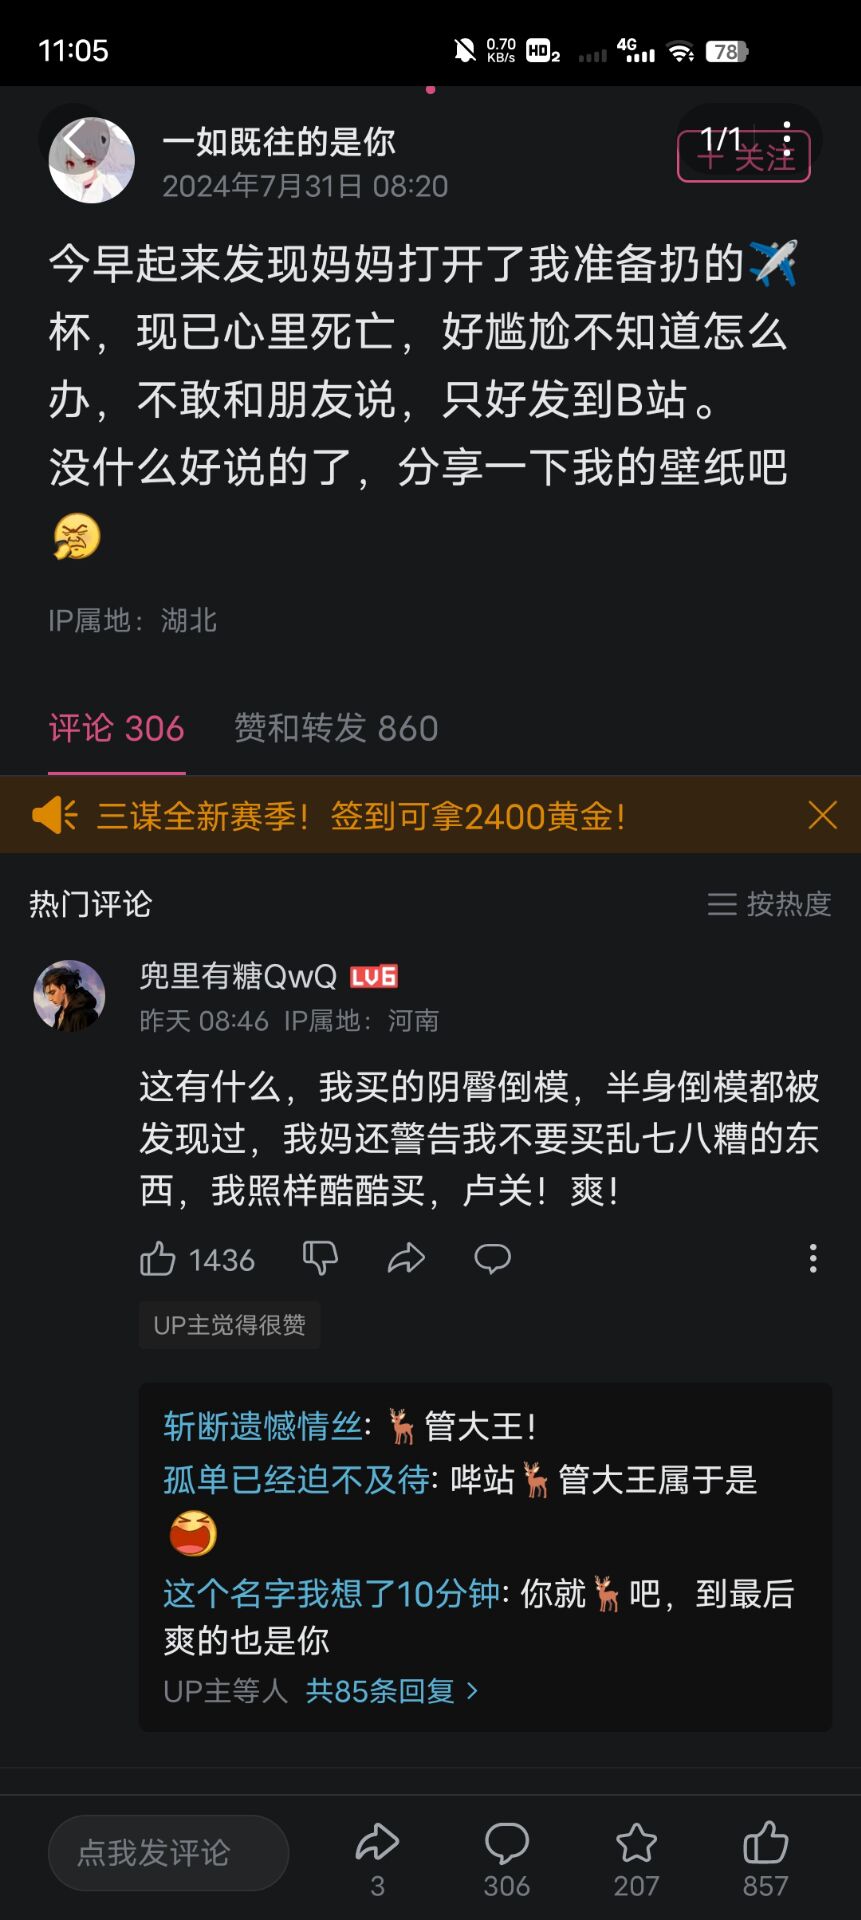 11:05
0.70 KB/s HD 2 4G 78
一如既往的是你
1/1
2024年7月31日 08:20
+ 关注
今早起来发现妈妈打开了我准备扔的✈️
杯，现已心里死亡，好尴尬不知道怎么
办，不敢和朋友说，只好发到B站。
没什么好说的了，分享一下我的壁纸吧
IP属地：湖北
评论 306 赞和转发 860
三谋全新赛季！签到可拿2400黄金！
热门评论 按热度
兜里有糖QwQ LV6
昨天 08:46 IP属地：河南
这有什么，我买的阴臀倒模，半身倒模都被
发现过，我妈还警告我不要买乱七八糟的东
西，我照样酷酷买，卢关！爽！
1436
UP主觉得很赞
斩断遗憾情丝: 🦌管大王！
孤单已经迫不及待: 哔站🦌管大王属于是
这个名字我想了10分钟: 你就🦌吧，到最后
爽的也是你
UP主等人 共85条回复 >
点我发评论 3 306 207 857